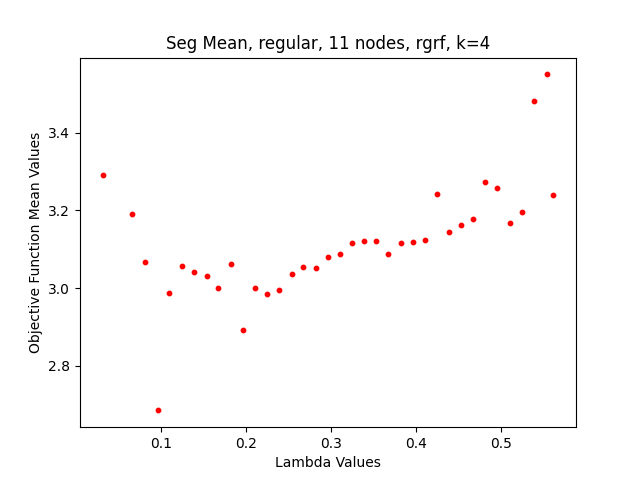 Seg Mean, regular, 11 nodes, rgrf, k=4
Objective Function Mean Values
3.4
3.2
3.0
2.8
0.1 0.2 0.3 0.4 0.5
Lambda Values